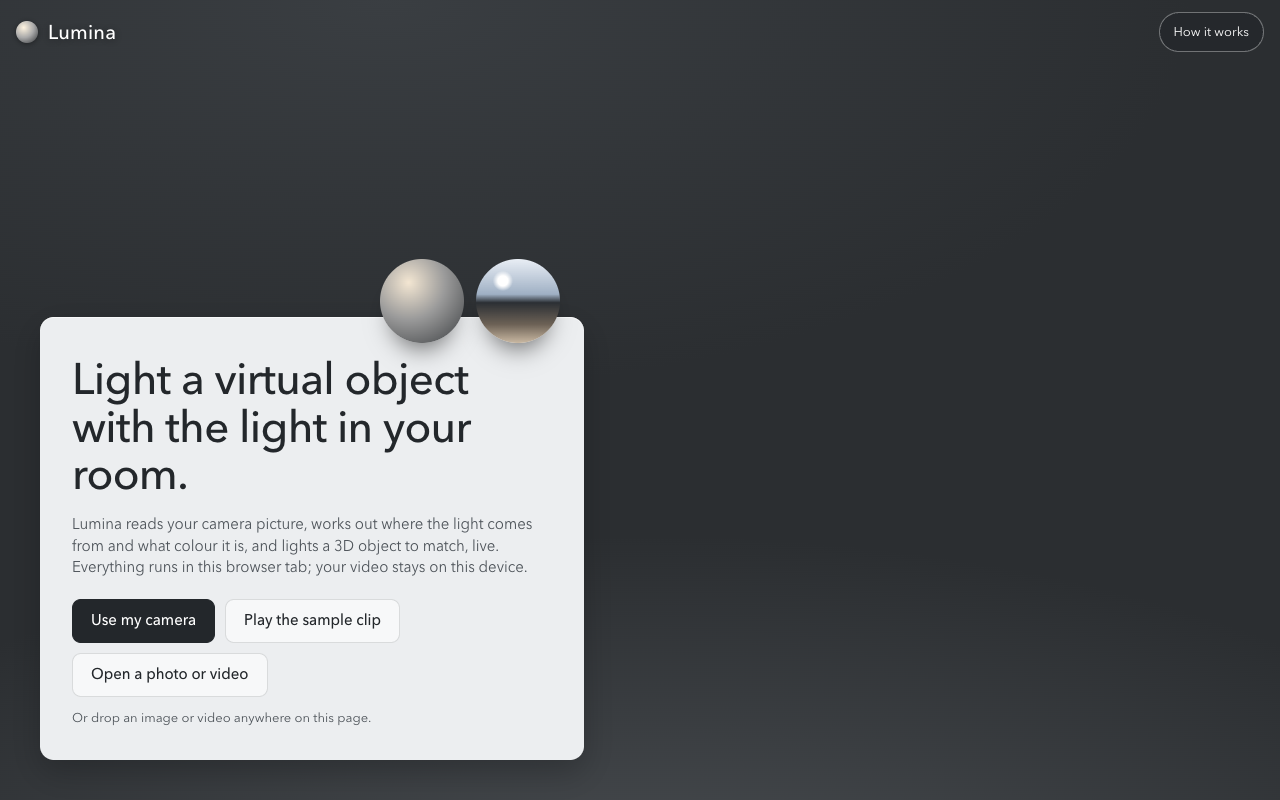 Lumina
How it works
Light a virtual object
with the light in your
room.
Lumina reads your camera picture, works out where the light comes
from and what colour it is, and lights a 3D object to match, live.
Everything runs in this browser tab; your video stays on this device.
Use my camera
Play the sample clip
Open a photo or video
Or drop an image or video anywhere on this page.